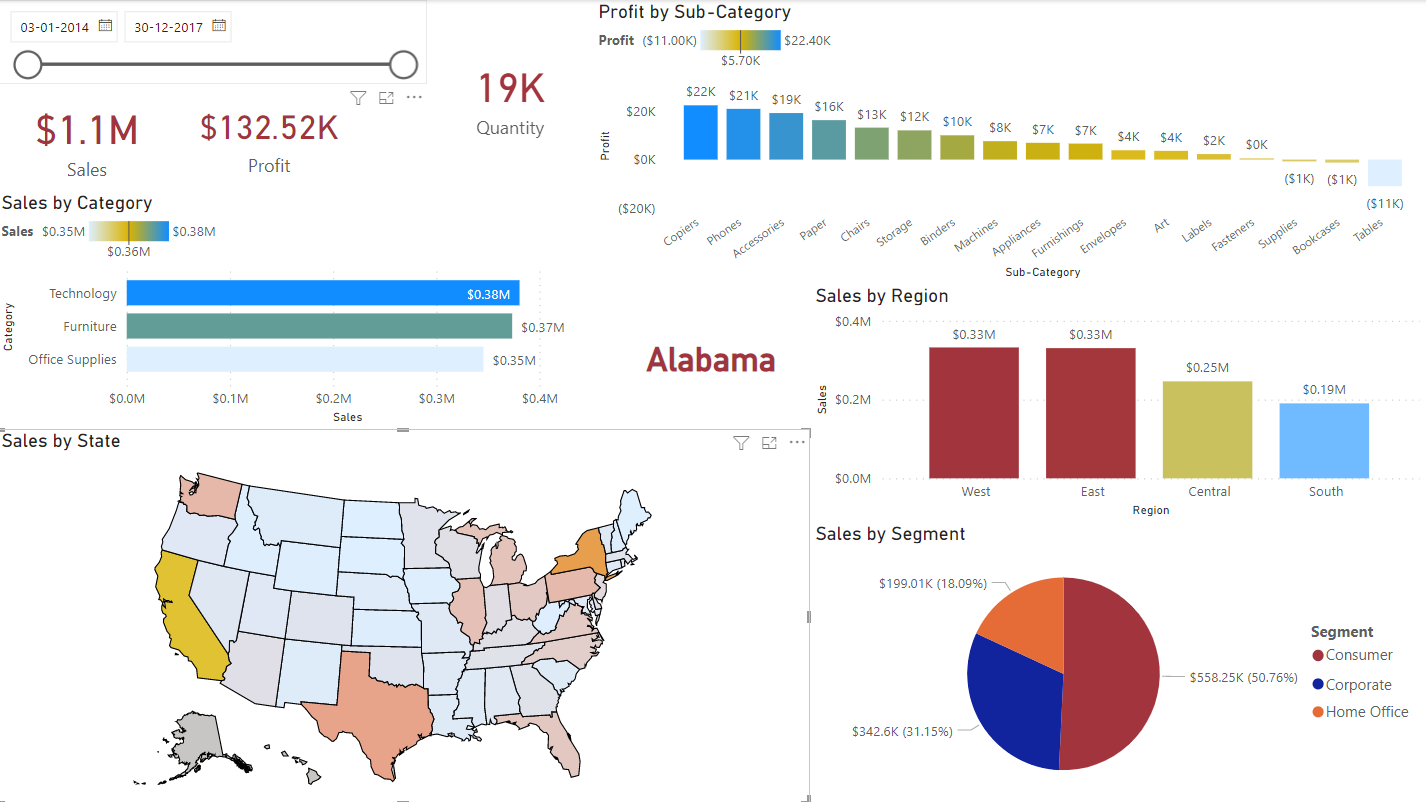 03-01-2014
30-12-2017
$1.1M
Sales
$132.52K
Profit
19K
Quantity
Profit by Sub-Category
Profit ($11.00K) $22.40K
$5.70K
Profit
$20K
$0K
($20K)
$22K
$21K
$19K
$16K
$13K
$12K
$10K
$8K
$7K
$7K
$4K
$4K
$2K
$0K
($1K)
($1K)
($11K)
Copiers
Phones
Accessories
Paper
Chairs
Storage
Binders
Machines
Appliances
Furnishings
Envelopes
Art
Labels
Fasteners
Supplies
Bookcases
Tables
Sub-Category
Sales by Category
Sales $0.35M $0.38M
$0.36M
Category
Technology $0.38M
Furniture $0.37M
Office Supplies $0.35M
$0.0M $0.1M $0.2M $0.3M $0.4M
Sales
Alabama
Sales by Region
Sales
$0.4M
$0.2M
$0.0M
$0.33M
$0.33M
$0.25M
$0.19M
West
East
Central
South
Region
Sales by State
Sales by Segment
$199.01K (18.09%)
$558.25K (50.76%)
$342.6K (31.15%)
Segment
Consumer
Corporate
Home Office